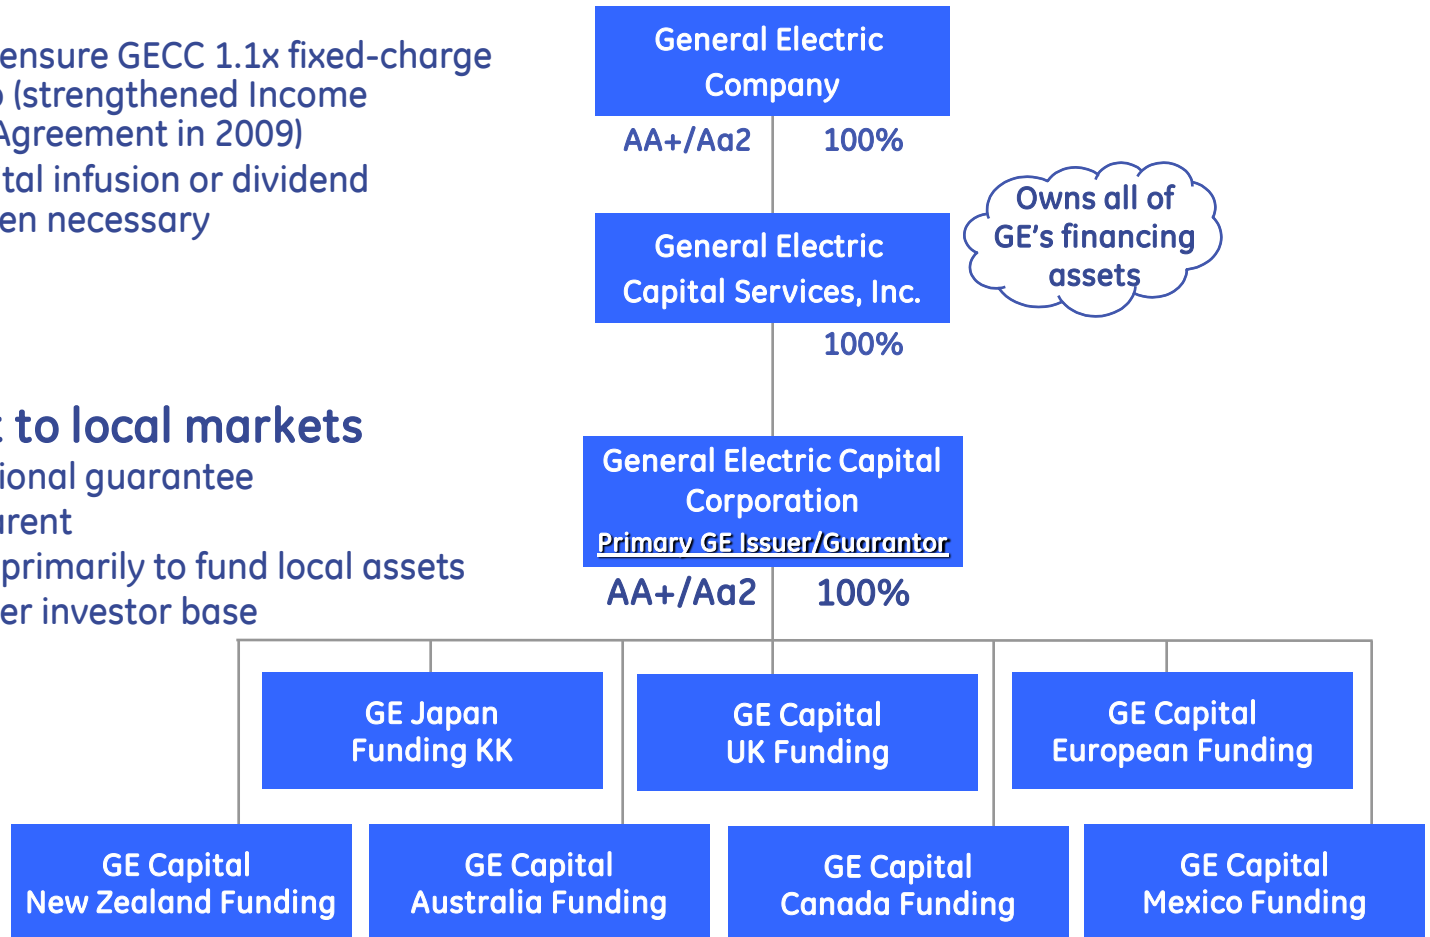 ensure GECC 1.1x fixed-charge
(strengthened Income
Agreement in 2009)
tal infusion or dividend
en necessary
to local markets
ional guarantee
arent
primarily to fund local assets
er investor base
General Electric
Company
AA+/Aa2 100%
General Electric
Capital Services, Inc.
Owns all of
GE's financing
assets
100%
General Electric Capital
Corporation
Primary GE Issuer/Guarantor
AA+/Aa2 100%
GE Japan
Funding KK
GE Capital
UK Funding
GE Capital
European Funding
GE Capital
New Zealand Funding
GE Capital
Australia Funding
GE Capital
Canada Funding
GE Capital
Mexico Funding